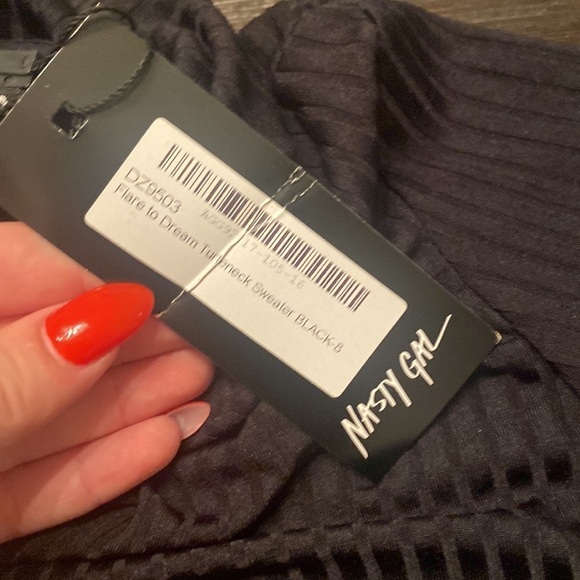 DZ9503
Flare to Dream Turtleneck Sweater BLACK-8
NASTY GAL